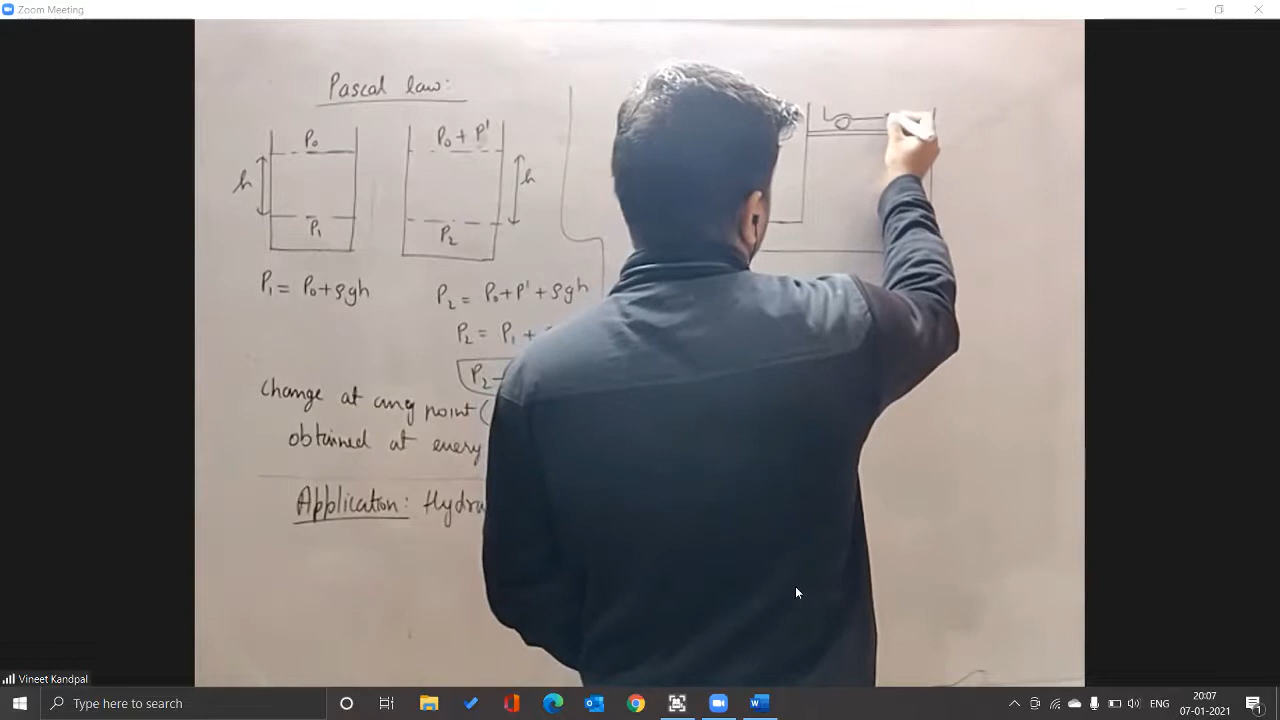 Zoom Meeting
Pascal law:
P₀
P₀ + P'
h
h
P₁
P₂
P₁ = P₀ + ρgh
P₂ = P₀ + P' + ρgh
P₂ = P₁ +
P₂ -
Change at any point (
obtained at every
Application:
Vineet Kandpal
Type here to search
ENG
20:07
07-01-2021